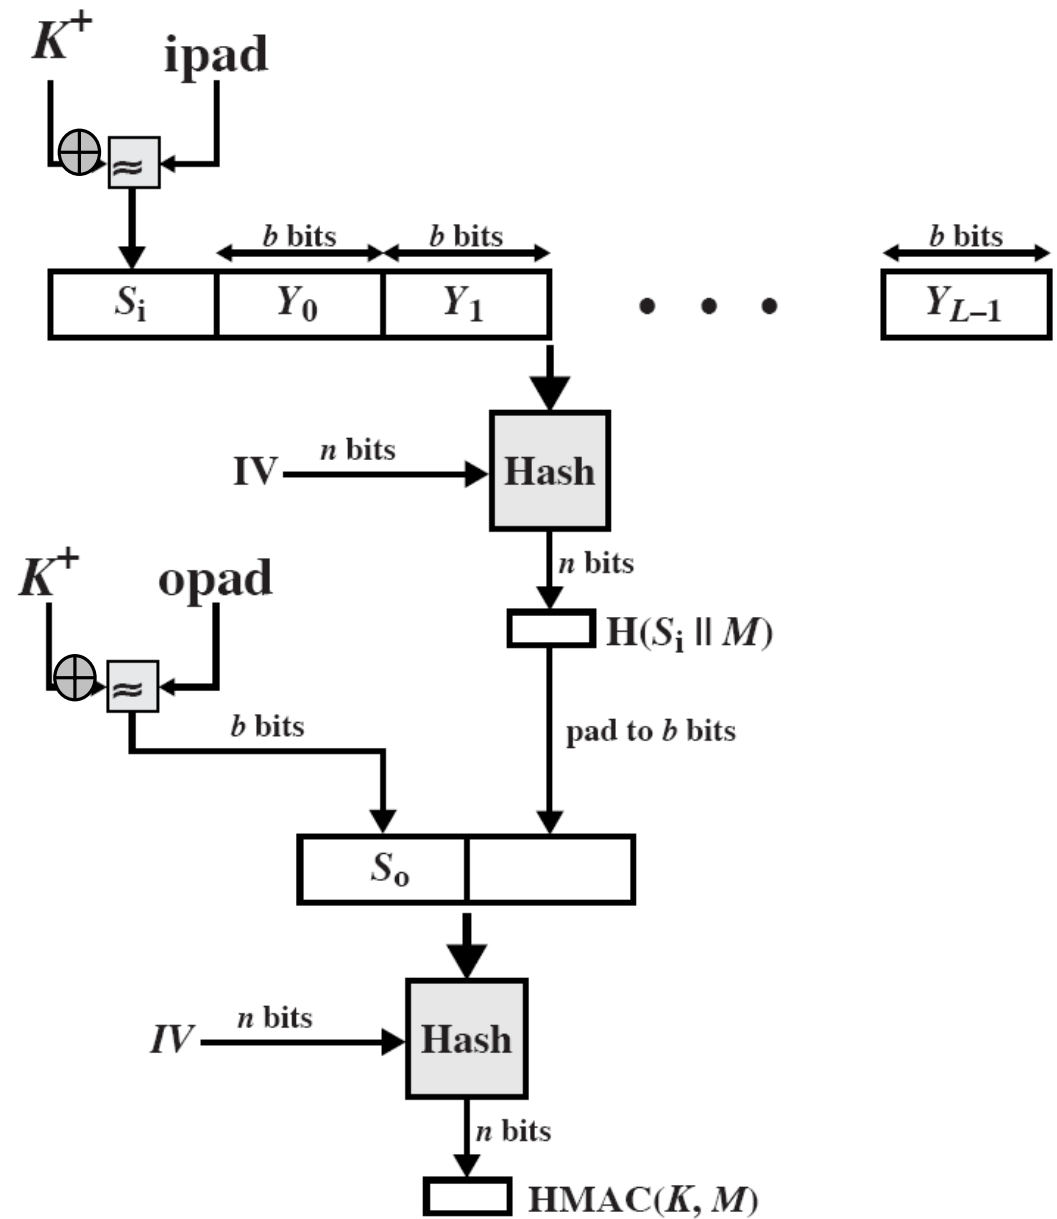 K+ ipad
≈
b bits b bits b bits
Si Y0 Y1 • • • YL–1
IV n bits Hash
n bits
H(Si || M)
K+ opad
≈
b bits
pad to b bits
So
IV n bits Hash
n bits
HMAC(K, M)